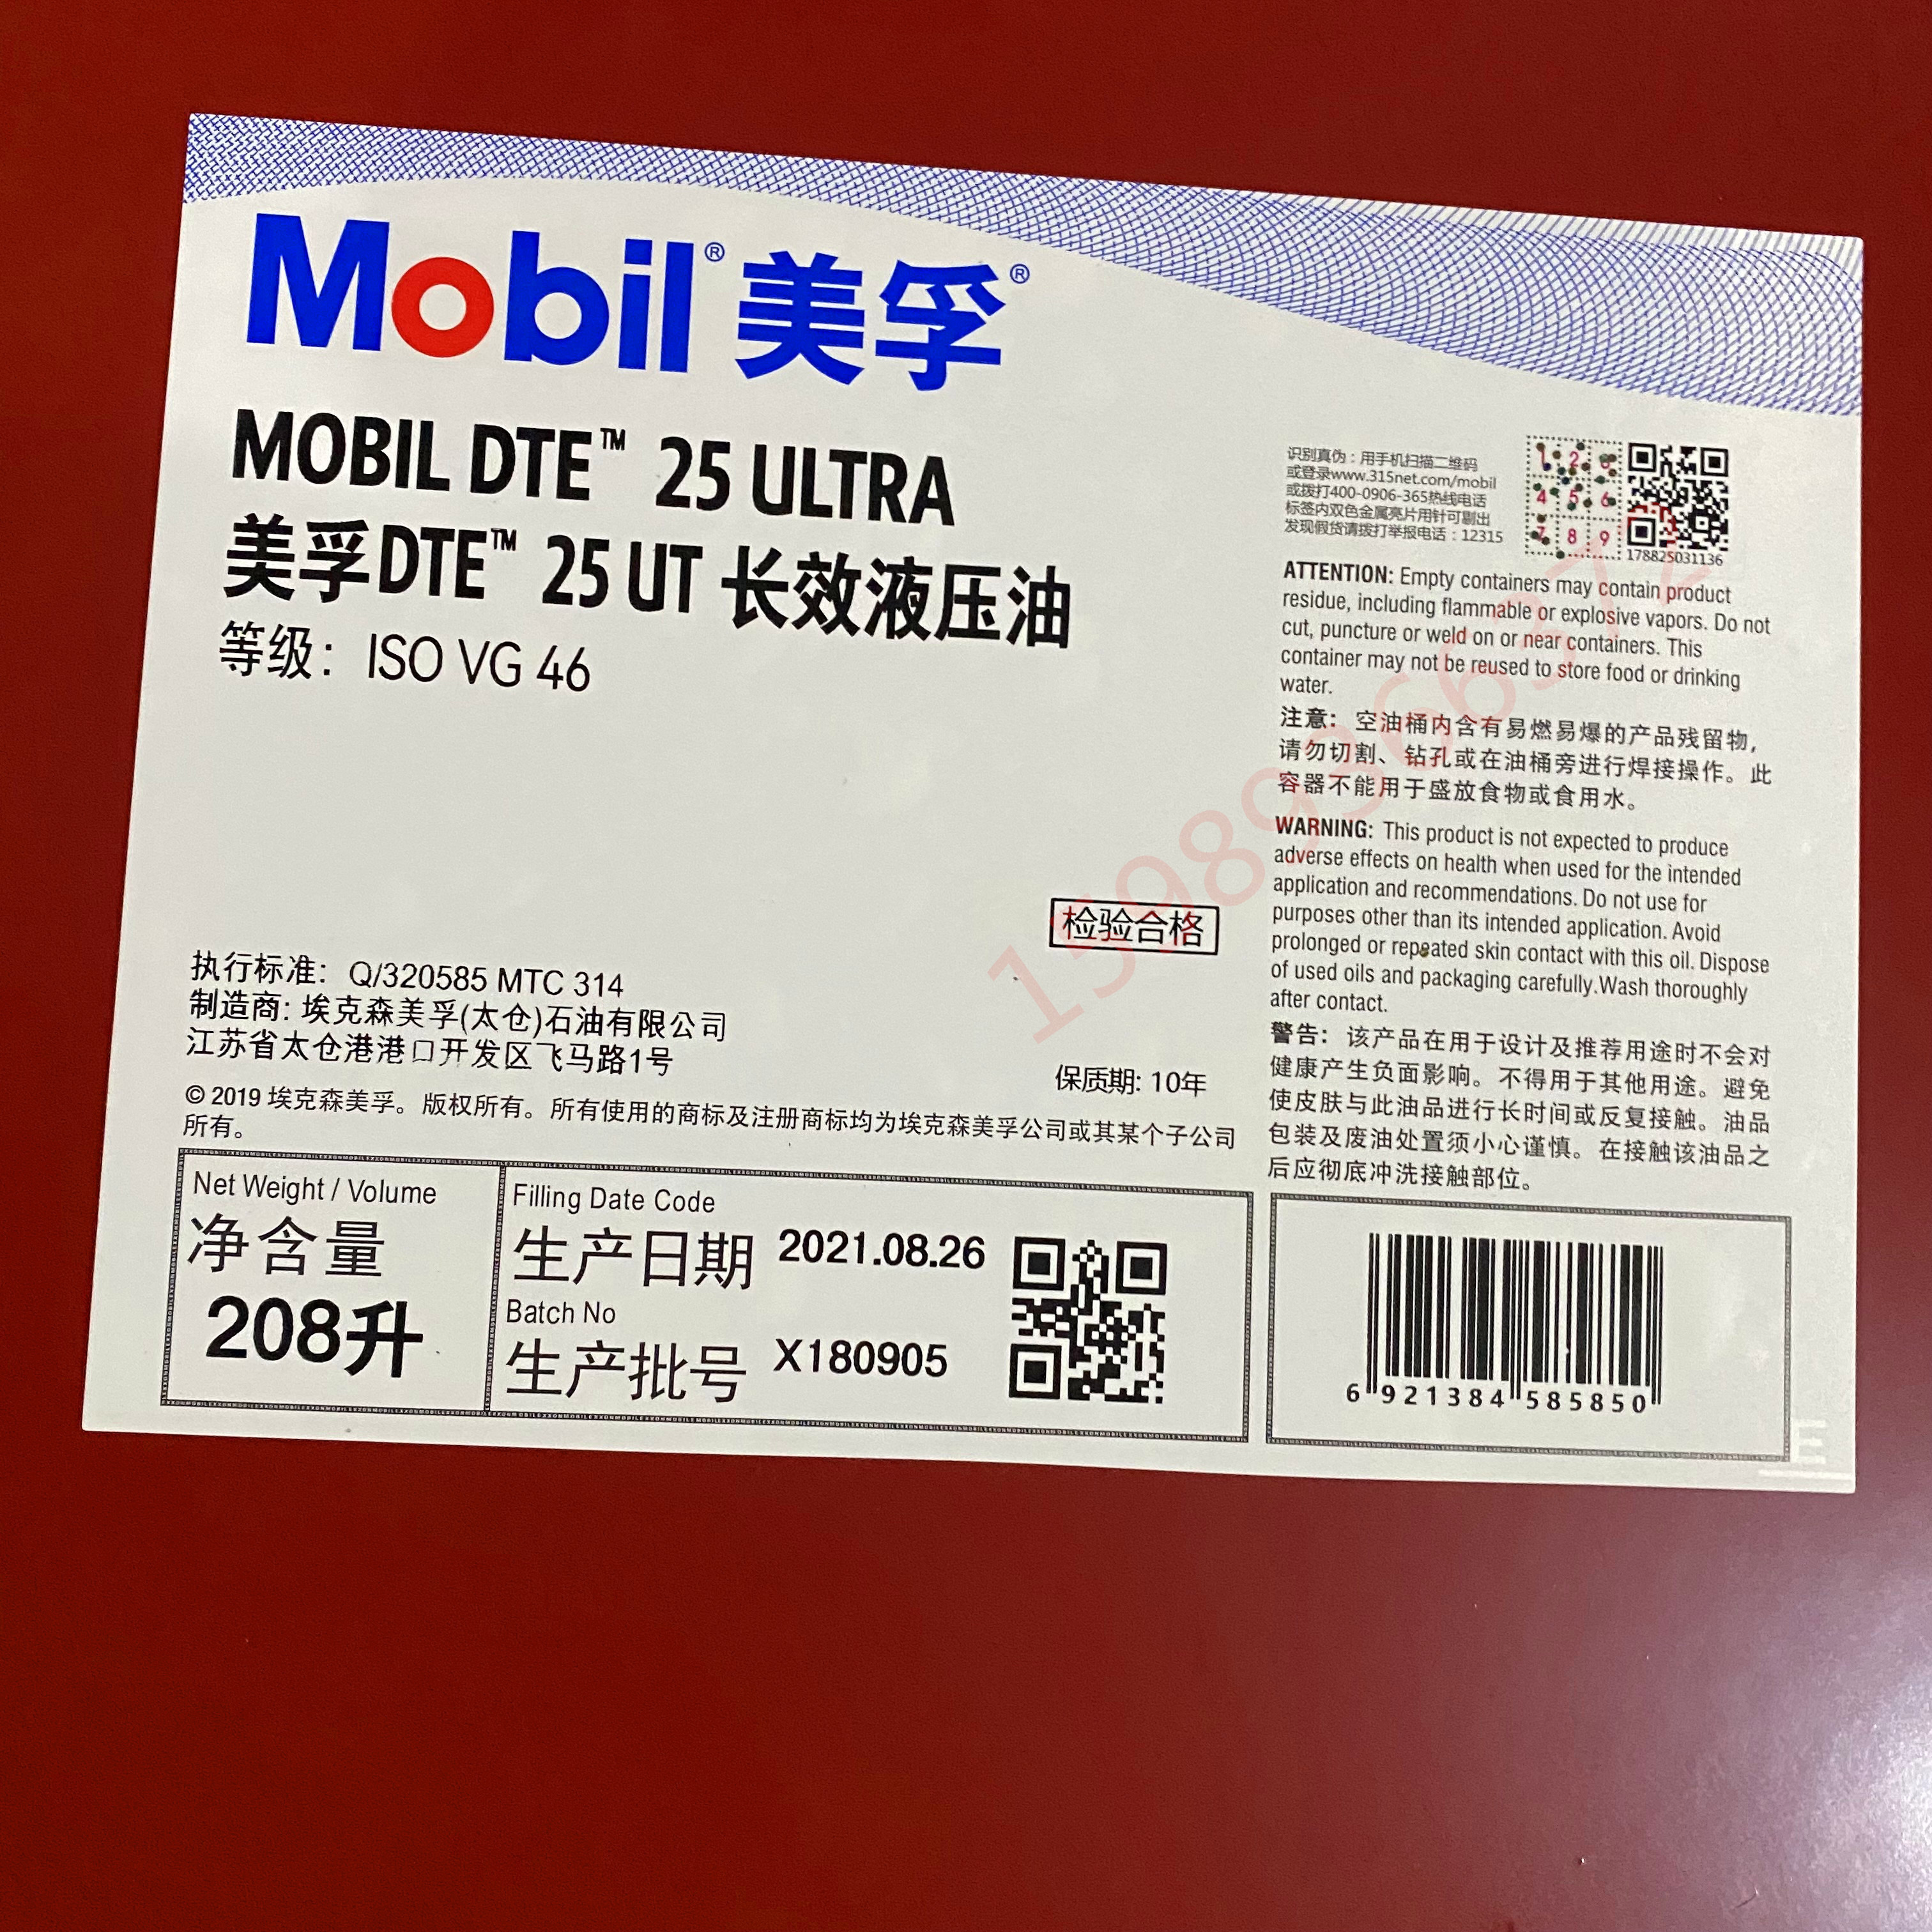 Mobil® 美孚®
MOBIL DTE™ 25 ULTRA
美孚DTE™ 25 UT 长效液压油
等级: ISO VG 46
检验合格
执行标准: Q/320585 MTC 314
制造商: 埃克森美孚(太仓)石油有限公司
江苏省太仓港港口开发区飞马路1号
保质期: 10年
© 2019 埃克森美孚。版权所有。所有使用的商标及注册商标均为埃克森美孚公司或其某个子公司
所有。
Net Weight / Volume
净含量
208升
Filling Date Code
生产日期 2021.08.26
Batch No
生产批号 X180905
识别真伪：用手机扫描二维码
或登录www.315net.com/mobil
或拨打400-0906-365热线电话
标签内双色金属亮片用针可剔出
发现假货请拨打举报电话：12315
1 2 3
4 5 6
7 8 9
178825031136
ATTENTION: Empty containers may contain product
residue, including flammable or explosive vapors. Do not
cut, puncture or weld on or near containers. This
container may not be reused to store food or drinking
water.
注意: 空油桶内含有易燃易爆的产品残留物,
请勿切割、钻孔或在油桶旁进行焊接操作。此
容器不能用于盛放食物或食用水。
WARNING: This product is not expected to produce
adverse effects on health when used for the intended
application and recommendations. Do not use for
purposes other than its intended application. Avoid
prolonged or repeated skin contact with this oil. Dispose
of used oils and packaging carefully.Wash thoroughly
after contact.
警告: 该产品在用于设计及推荐用途时不会对
健康产生负面影响。不得用于其他用途。避免
使皮肤与此油品进行长时间或反复接触。油品
包装及废油处置须小心谨慎。在接触该油品之
后应彻底冲洗接触部位。
6 921384 585850
15989366372